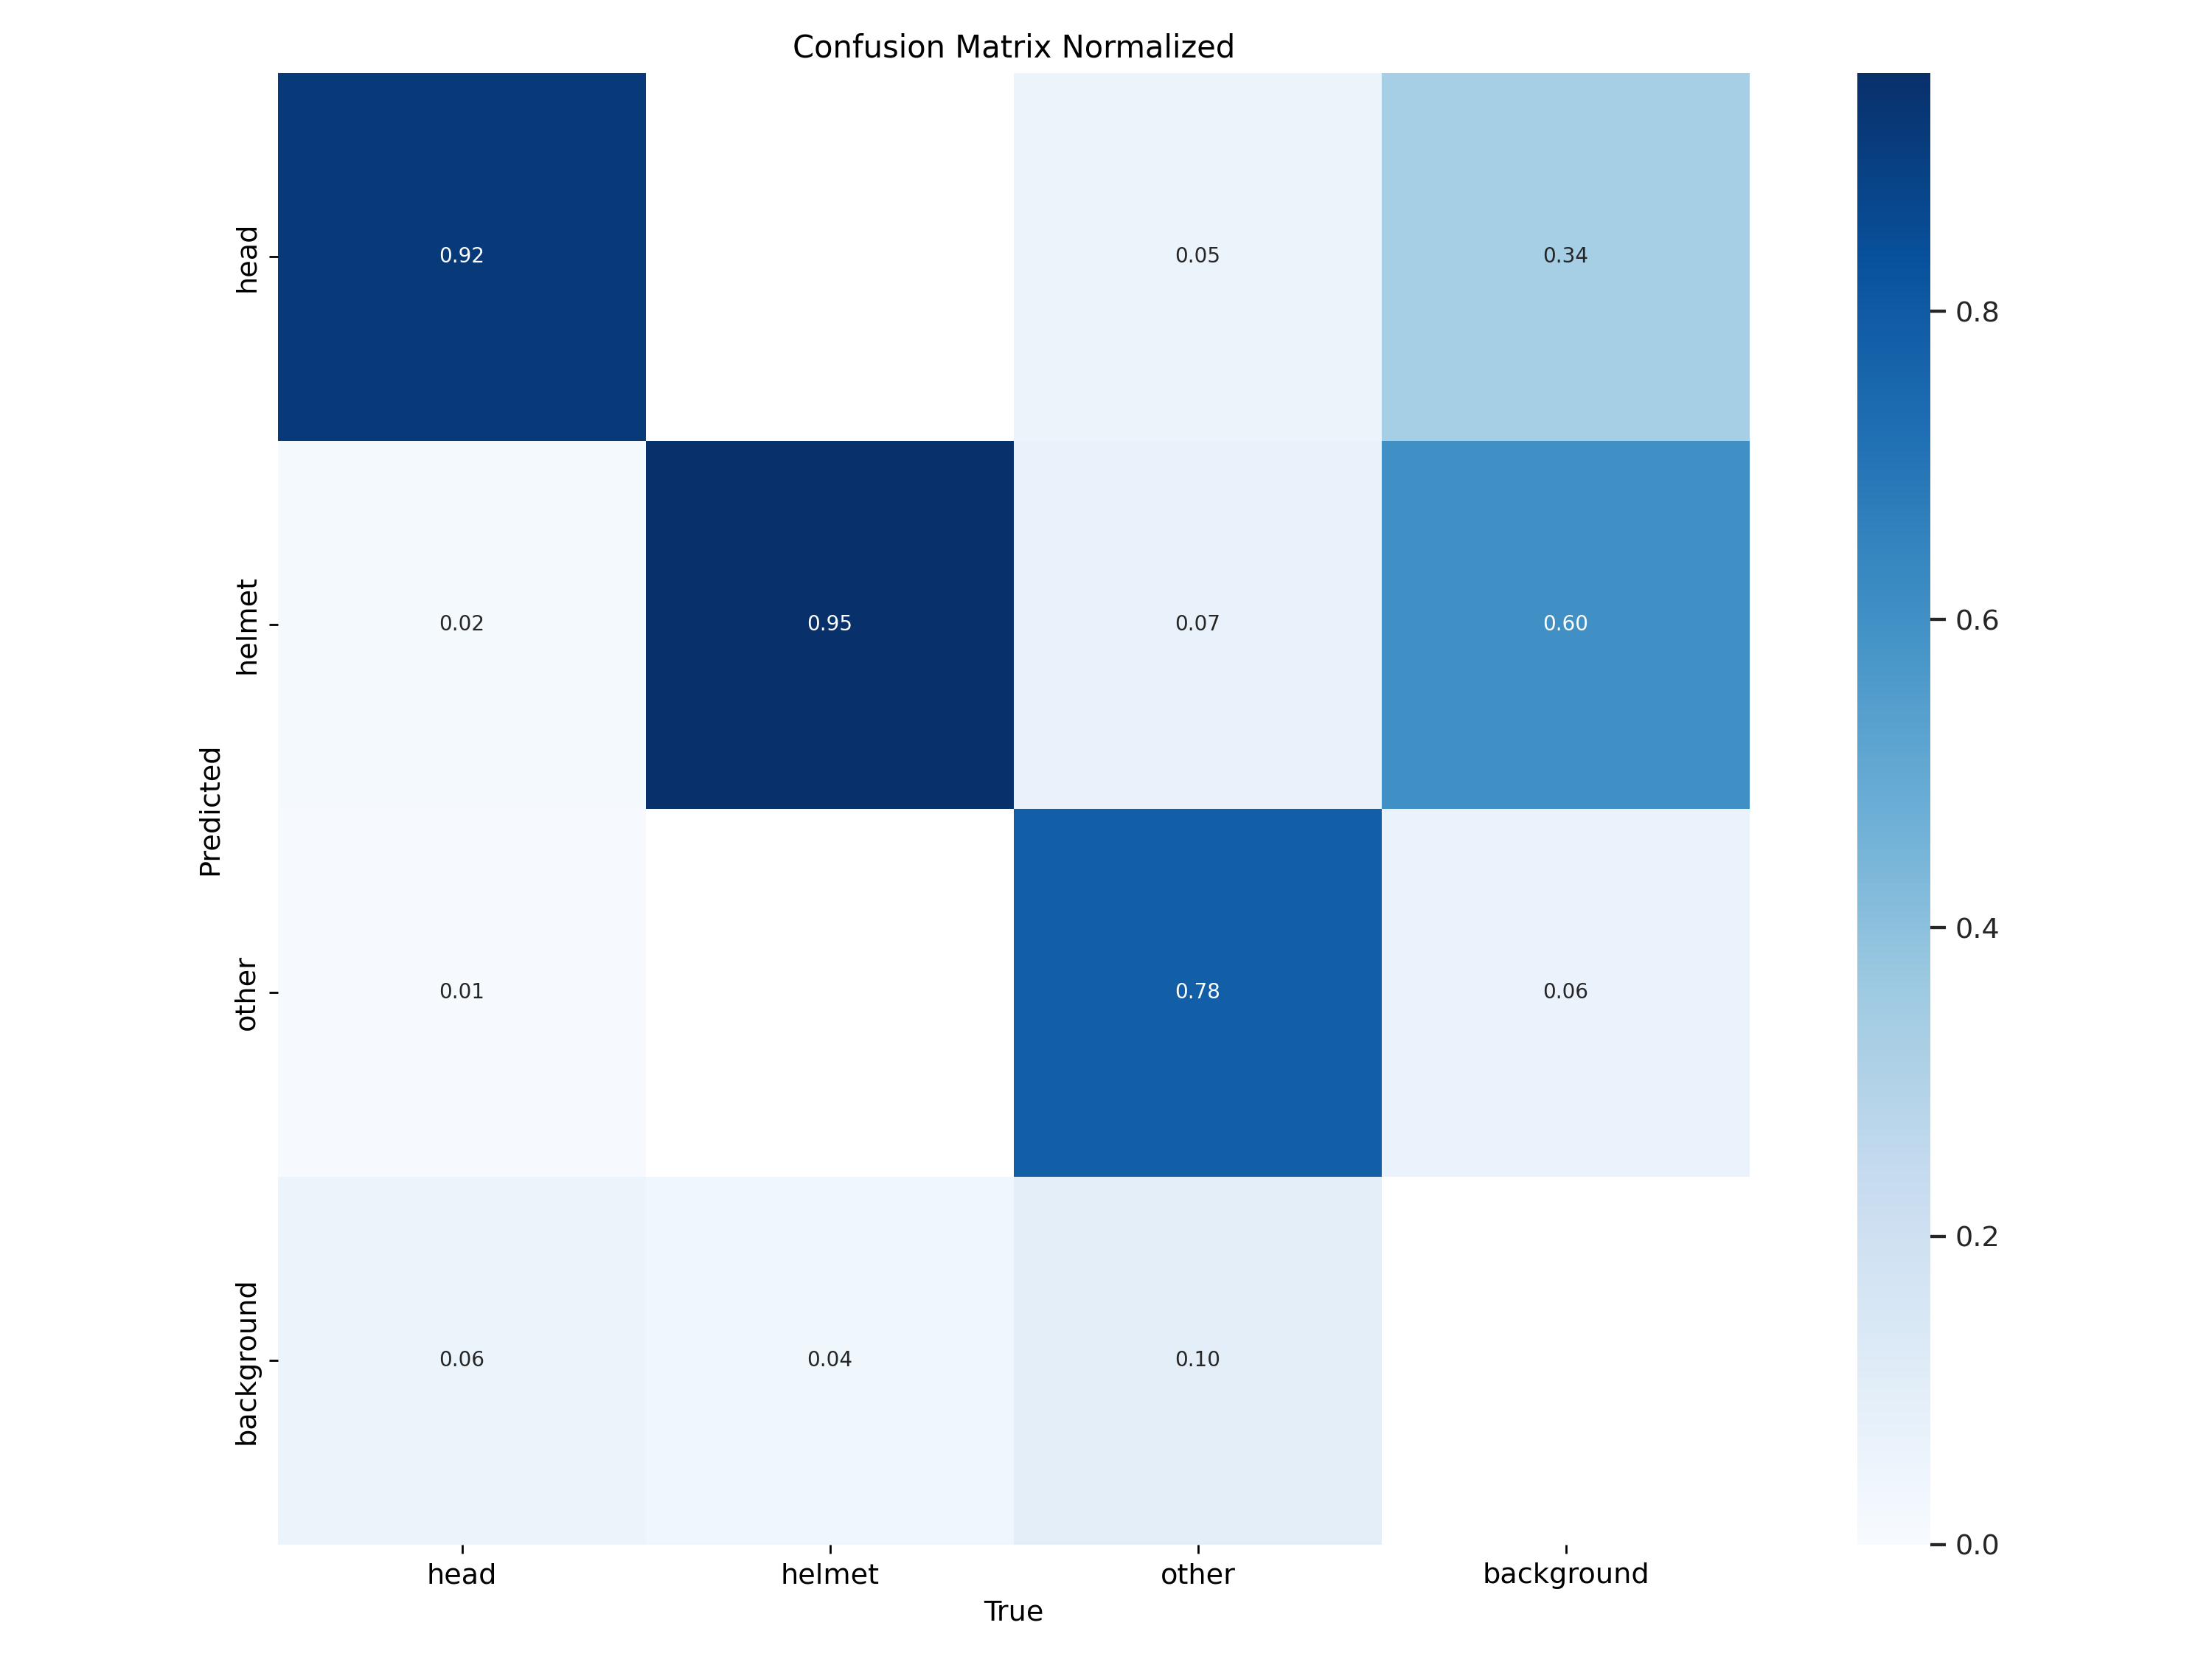 Confusion Matrix Normalized
head
0.92
0.05
0.34
0.8
helmet
0.02
0.95
0.07
0.60
0.6
Predicted
0.4
other
0.01
0.78
0.06
0.2
background
0.06
0.04
0.10
0.0
head
helmet
other
background
True